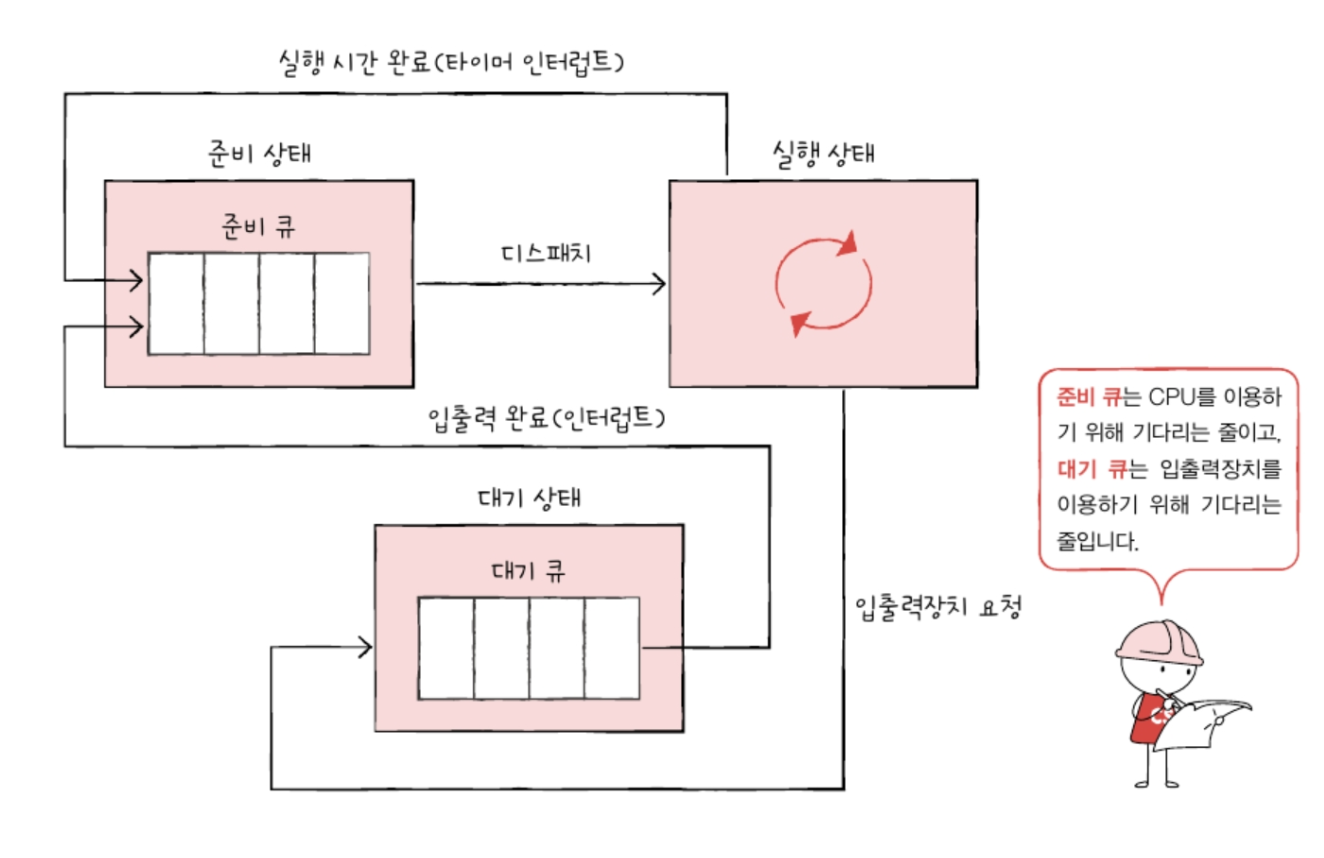 실행 시간 완료(타이머 인터럽트)
준비 상태
실행 상태
준비 큐
디스패치
입출력 완료(인터럽트)
대기 상태
대기 큐
입출력장치 요청
준비 큐는 CPU를 이용하
기 위해 기다리는 줄이고,
대기 큐는 입출력장치를
이용하기 위해 기다리는
줄입니다.